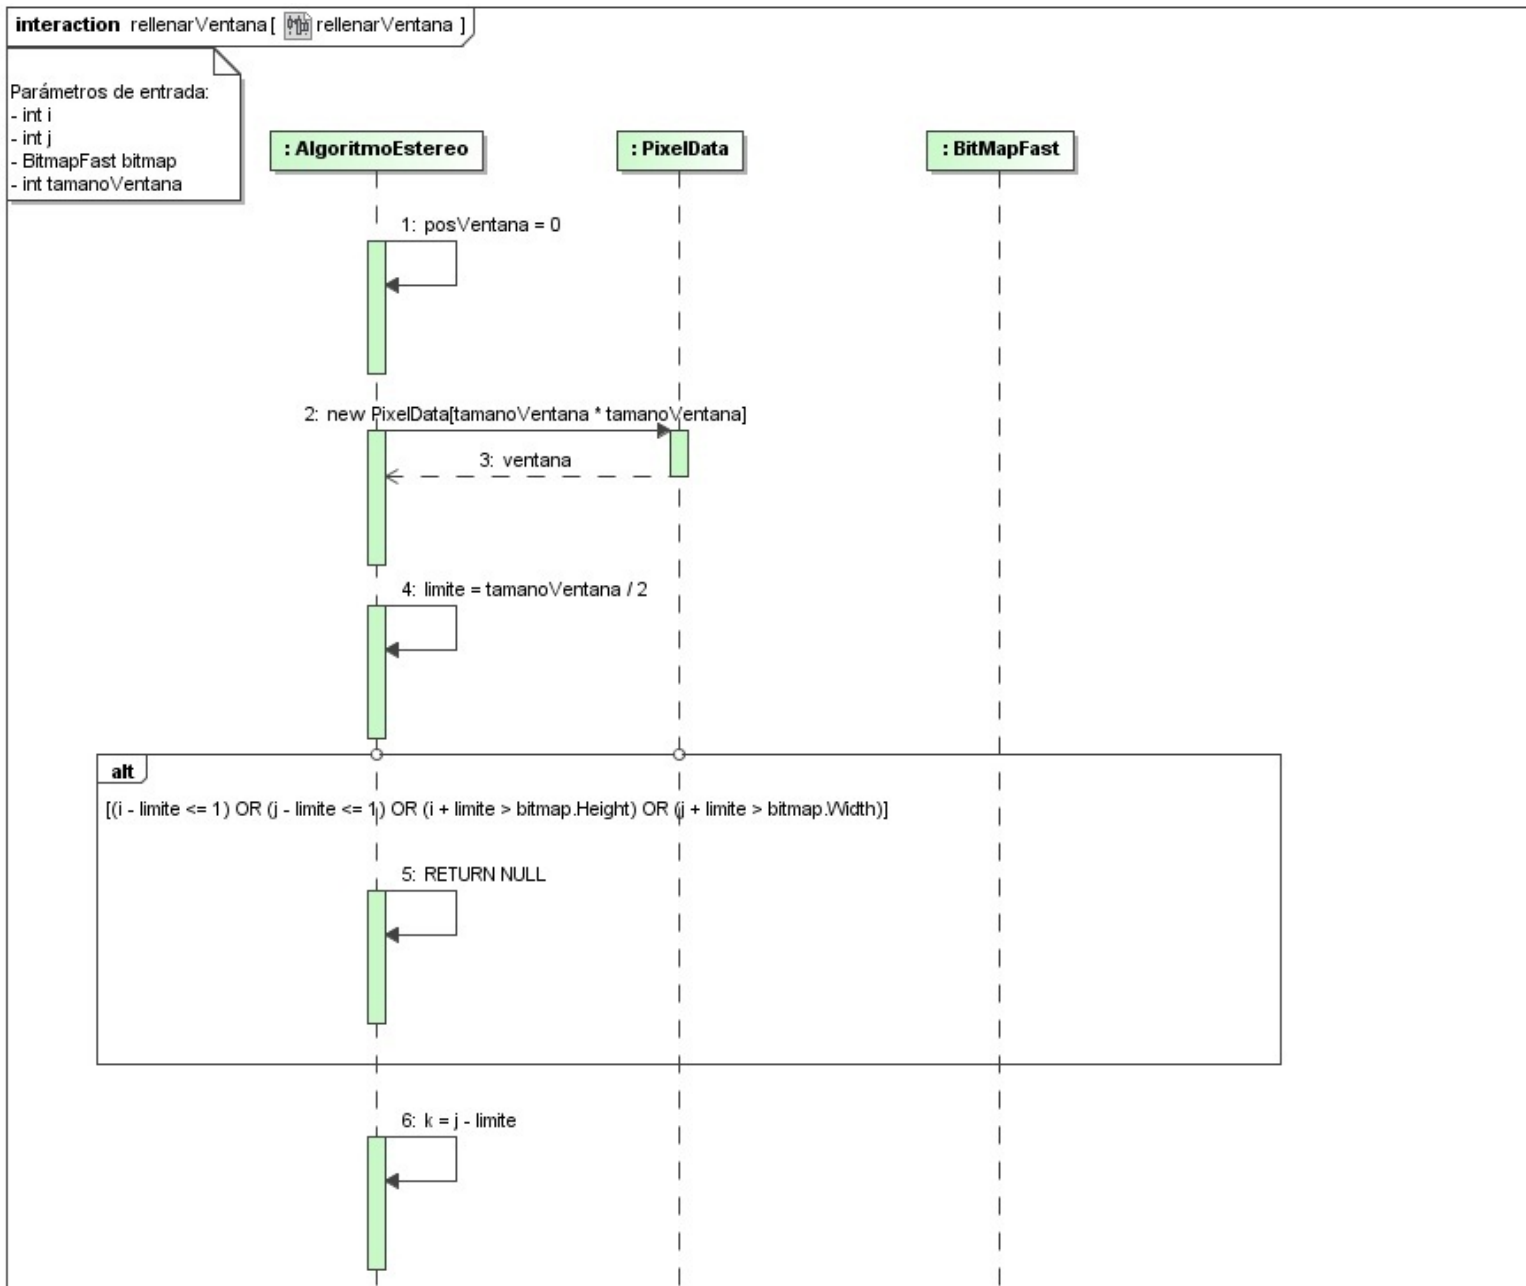 interaction rellenarVentana[ rellenarVentana ]
Parámetros de entrada:
- int i
- int j
- BitmapFast bitmap
- int tamanoVentana
: AlgoritmoEstereo
: PixelData
: BitMapFast
1: posVentana = 0
2: new PixelData[tamanoVentana * tamanoVentana]
3: ventana
4: limite = tamanoVentana / 2
alt
[(i - limite <= 1) OR (j - limite <= 1) OR (i + limite > bitmap.Height) OR (j + limite > bitmap.Width)]
5: RETURN NULL
6: k = j - limite